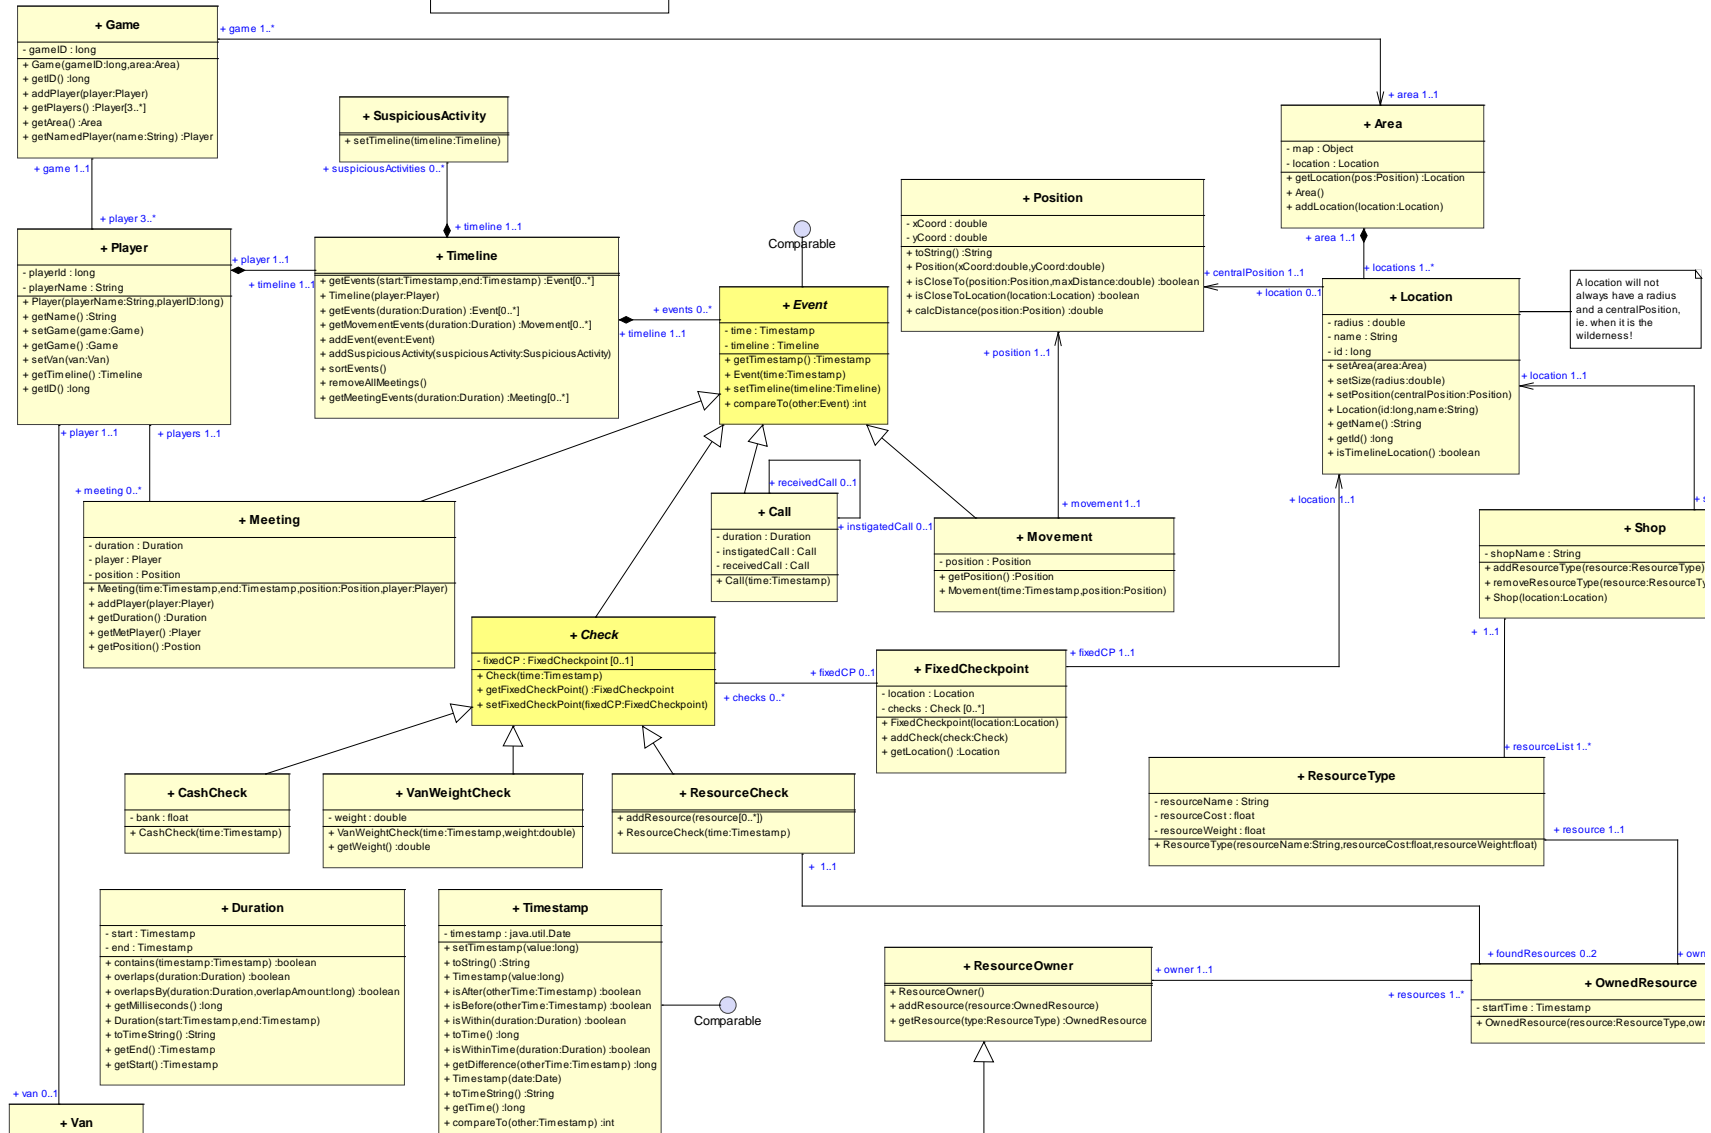 + Game
- gameID : long
+ Game(gameID:long,area:Area)
+ getID() :long
+ addPlayer(player:Player)
+ getPlayers() :Player[3..*]
+ getArea() :Area
+ getNamedPlayer(name:String) :Player
+ game 1..*
+ area 1..1
+ game 1..1
+ player 3..*
+ SuspiciousActivity
+ setTimeline(timeline:Timeline)
+ suspiciousActivities 0..*
+ timeline 1..1
+ Area
- map : Object
- location : Location
+ getLocation(pos:Position) :Location
+ Area()
+ addLocation(location:Location)
+ area 1..1
+ locations 1..*
+ Player
- playerId : long
- playerName : String
+ Player(playerName:String,playerID:long)
+ getName() :String
+ setGame(game:Game)
+ getGame() :Game
+ setVan(van:Van)
+ getTimeline() :Timeline
+ getID() :long
+ player 1..1
+ timeline 1..1
+ Timeline
+ getEvents(start:Timestamp,end:Timestamp) :Event[0..*]
+ Timeline(player:Player)
+ getEvents(duration:Duration) :Event[0..*]
+ getMovementEvents(duration:Duration) :Movement[0..*]
+ addEvent(event:Event)
+ addSuspiciousActivity(suspiciousActivity:SuspiciousActivity)
+ sortEvents()
+ removeAllMeetings()
+ getMeetingEvents(duration:Duration) :Meeting[0..*]
+ events 0..*
+ timeline 1..1
Comparable
+ Event
- time : Timestamp
- timeline : Timeline
+ getTimestamp() :Timestamp
+ Event(time:Timestamp)
+ setTimeline(timeline:Timeline)
+ compareTo(other:Event) :int
+ Position
- xCoord : double
- yCoord : double
+ toString() :String
+ Position(xCoord:double,yCoord:double)
+ isCloseTo(position:Position,maxDistance:double) :boolean
+ isCloseToLocation(location:Location) :boolean
+ calcDistance(position:Position) :double
+ centralPosition 1..1
+ location 0..1
+ position 1..1
+ Location
- radius : double
- name : String
- id : long
+ setArea(area:Area)
+ setSize(radius:double)
+ setPosition(centralPosition:Position)
+ Location(id:long,name:String)
+ getName() :String
+ getId() :long
+ isTimelineLocation() :boolean
A location will not
always have a radius
and a centralPosition,
ie. when it is the
wilderness!
+ location 1..1
+ location 1..1
+ player 1..1
+ players 1..1
+ meeting 0..*
+ Meeting
- duration : Duration
- player : Player
- position : Position
+ Meeting(time:Timestamp,end:Timestamp,position:Position,player:Player)
+ addPlayer(player:Player)
+ getDuration() :Duration
+ getMetPlayer() :Player
+ getPosition() :Postion
+ receivedCall 0..1
+ instigatedCall 0..1
+ Call
- duration : Duration
- instigatedCall : Call
- receivedCall : Call
+ Call(time:Timestamp)
+ movement 1..1
+ Movement
- position : Position
+ getPosition() :Position
+ Movement(time:Timestamp,position:Position)
+ s
+ Shop
- shopName : String
+ addResourceType(resource:ResourceType)
+ removeResourceType(resource:ResourceTy
+ Shop(location:Location)
+ 1..1
+ resourceList 1..*
+ Check
- fixedCP : FixedCheckpoint [0..1]
+ Check(time:Timestamp)
+ getFixedCheckPoint() :FixedCheckpoint
+ setFixedCheckPoint(fixedCP:FixedCheckpoint)
+ fixedCP 0..1
+ checks 0..*
+ fixedCP 1..1
+ FixedCheckpoint
- location : Location
- checks : Check [0..*]
+ FixedCheckpoint(location:Location)
+ addCheck(check:Check)
+ getLocation() :Location
+ CashCheck
- bank : float
+ CashCheck(time:Timestamp)
+ VanWeightCheck
- weight : double
+ VanWeightCheck(time:Timestamp,weight:double)
+ getWeight() :double
+ ResourceCheck
+ addResource(resource[0..*])
+ ResourceCheck(time:Timestamp)
+ 1..1
+ ResourceType
- resourceName : String
- resourceCost : float
- resourceWeight : float
+ ResourceType(resourceName:String,resourceCost:float,resourceWeight:float)
+ resource 1..1
+ Duration
- start : Timestamp
- end : Timestamp
+ contains(timestamp:Timestamp) :boolean
+ overlaps(duration:Duration) :boolean
+ overlapsBy(duration:Duration,overlapAmount:long) :boolean
+ getMilliseconds() :long
+ Duration(start:Timestamp,end:Timestamp)
+ toTimeString() :String
+ getEnd() :Timestamp
+ getStart() :Timestamp
+ Timestamp
- timestamp : java.util.Date
+ setTimestamp(value:long)
+ toString() :String
+ Timestamp(value:long)
+ isAfter(otherTime:Timestamp) :boolean
+ isBefore(otherTime:Timestamp) :boolean
+ isWithin(duration:Duration) :boolean
+ toTime() :long
+ isWithinTime(duration:Duration) :boolean
+ getDifference(otherTime:Timestamp) :long
+ Timestamp(date:Date)
+ toTimeString() :String
+ getTime() :long
+ compareTo(other:Timestamp) :int
Comparable
+ ResourceOwner
+ ResourceOwner()
+ addResource(resource:OwnedResource)
+ getResource(type:ResourceType) :OwnedResource
+ owner 1..1
+ resources 1..*
+ foundResources 0..2
+ own
+ OwnedResource
- startTime : Timestamp
+ OwnedResource(resource:ResourceType,own
+ van 0..1
+ Van